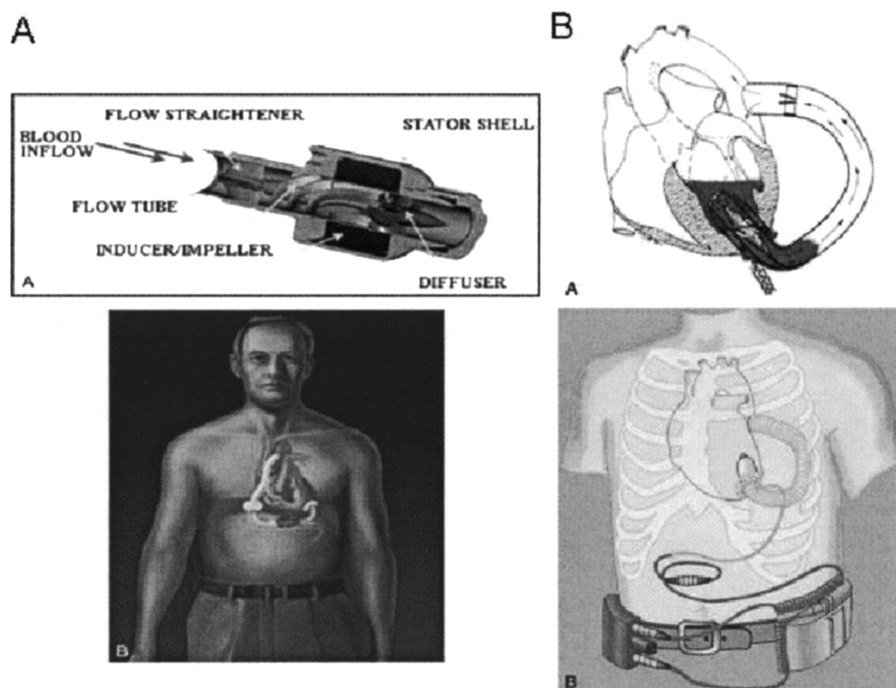 A
B
FLOW STRAIGHTENER
STATOR SHELL
BLOOD
INFLOW
FLOW TUBE
INDUCER/IMPELLER
DIFFUSER
A
A
B
B